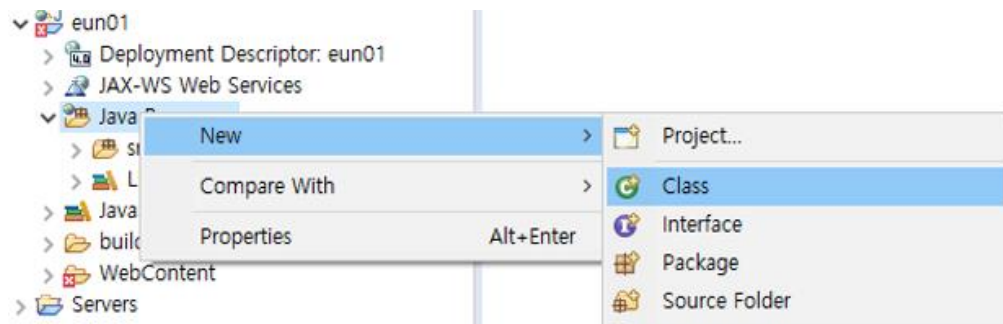 eun01
Deployment Descriptor: eun01
JAX-WS Web Services
Java
New
Project...
Compare With
Class
Java
Interface
Properties Alt+Enter
Package
WebContent
Source Folder
Servers